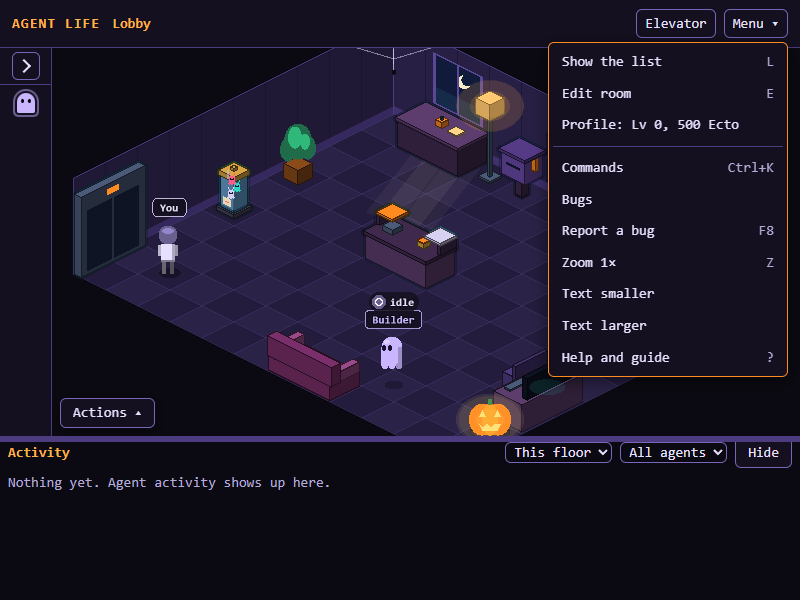 AGENT LIFE Lobby
Elevator
Menu ▾
Show the list L
Edit room E
Profile: Lv 0, 500 Ecto
Commands Ctrl+K
Bugs
Report a bug F8
Zoom 1× Z
Text smaller
Text larger
Help and guide ?
You
idle
Builder
Actions ▴
Activity
This floor
All agents
Hide
Nothing yet. Agent activity shows up here.